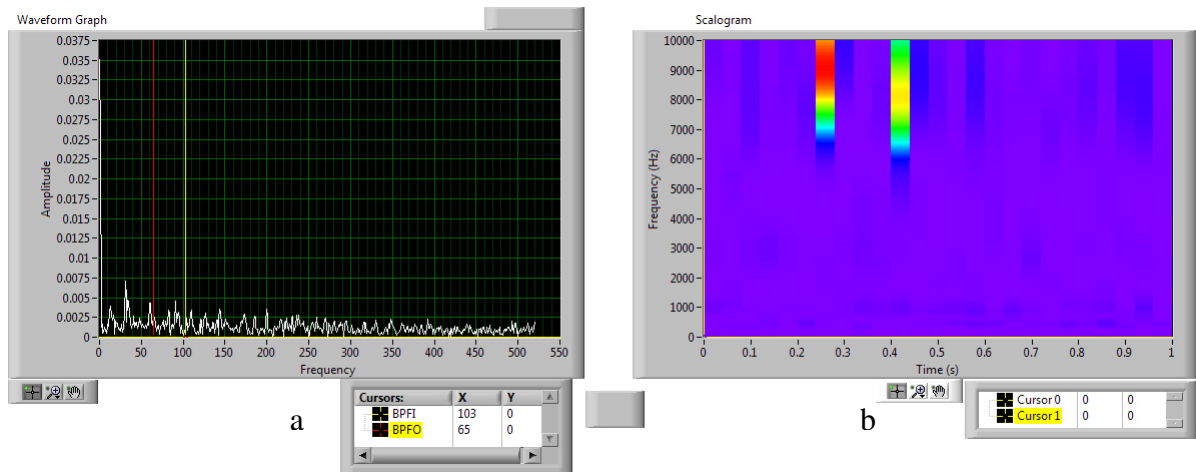 Waveform Graph
0.0375
0.035
0.0325
0.03
0.0275
0.025
0.0225
0.02
0.0175
0.015
0.0125
0.01
0.0075
0.005
0.0025
0
Amplitude
0 50 100 150 200 250 300 350 400 450 500 550
Frequency
Cursors: X Y
BPFI 103 0
BPFO 65 0
a
Scalogram
10000
9000
8000
7000
6000
5000
4000
3000
2000
1000
0
Frequency (Hz)
0 0.1 0.2 0.3 0.4 0.5 0.6 0.7 0.8 0.9 1
Time (s)
Cursor 0 0 0
Cursor 1 0 0
b